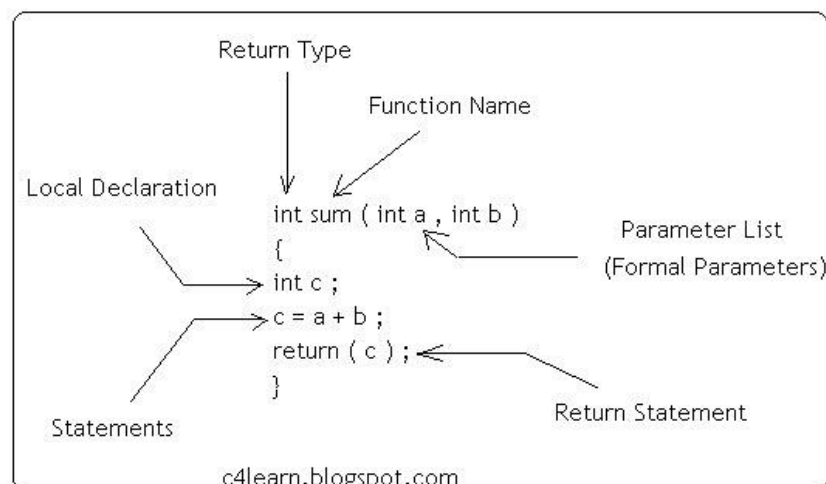 Return Type
Function Name
Local Declaration
int sum ( int a , int b )
Parameter List
(Formal Parameters)
{
int c ;
c = a + b ;
return ( c ) ;
}
Return Statement
Statements
c4learn.blogspot.com